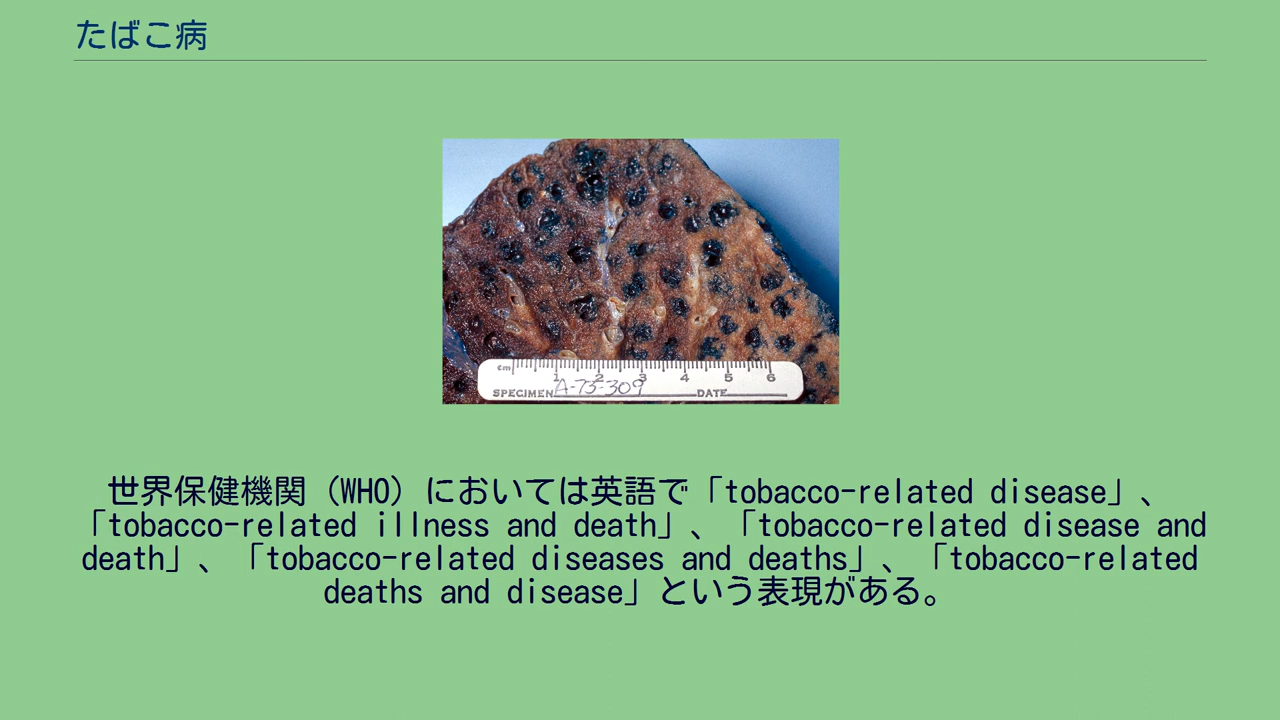 たばこ病
cm 1 2 3 4 5 6
SPECIMEN A-73-309 DATE
世界保健機関（WHO）においては英語で「tobacco-related disease」、
「tobacco-related illness and death」、「tobacco-related disease and
death」、「tobacco-related diseases and deaths」、「tobacco-related
deaths and disease」という表現がある。